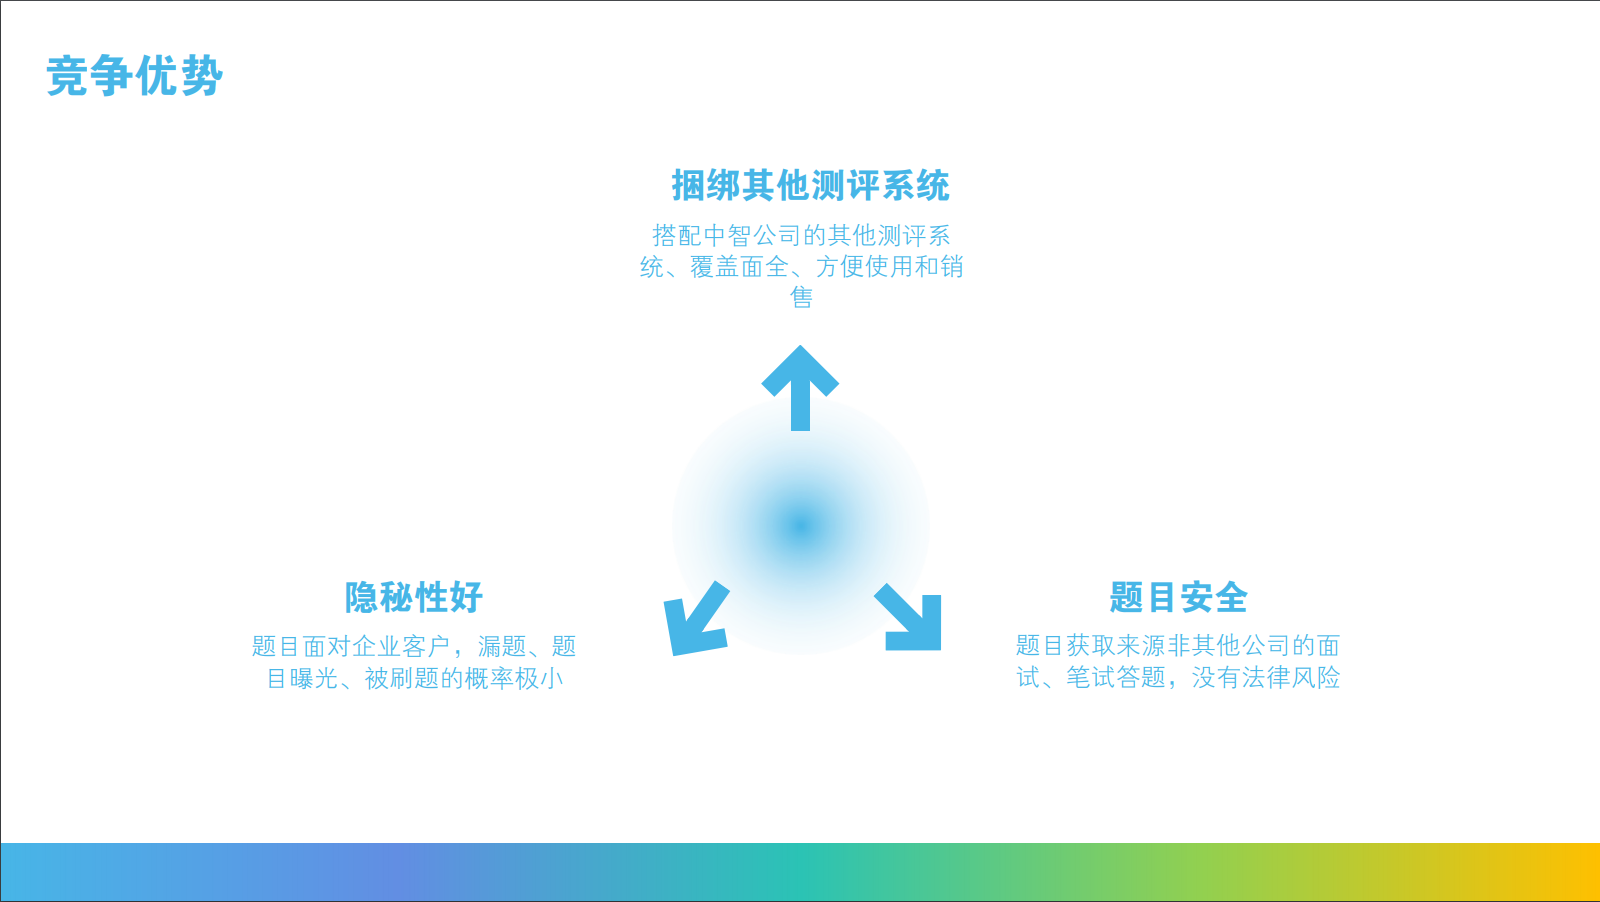 竞争优势
捆绑其他测评系统
搭配中智公司的其他测评系
统、覆盖面全、方便使用和销
售
隐秘性好
题目面对企业客户，漏题、题
目曝光、被刷题的概率极小
题目安全
题目获取来源非其他公司的面
试、笔试答题，没有法律风险